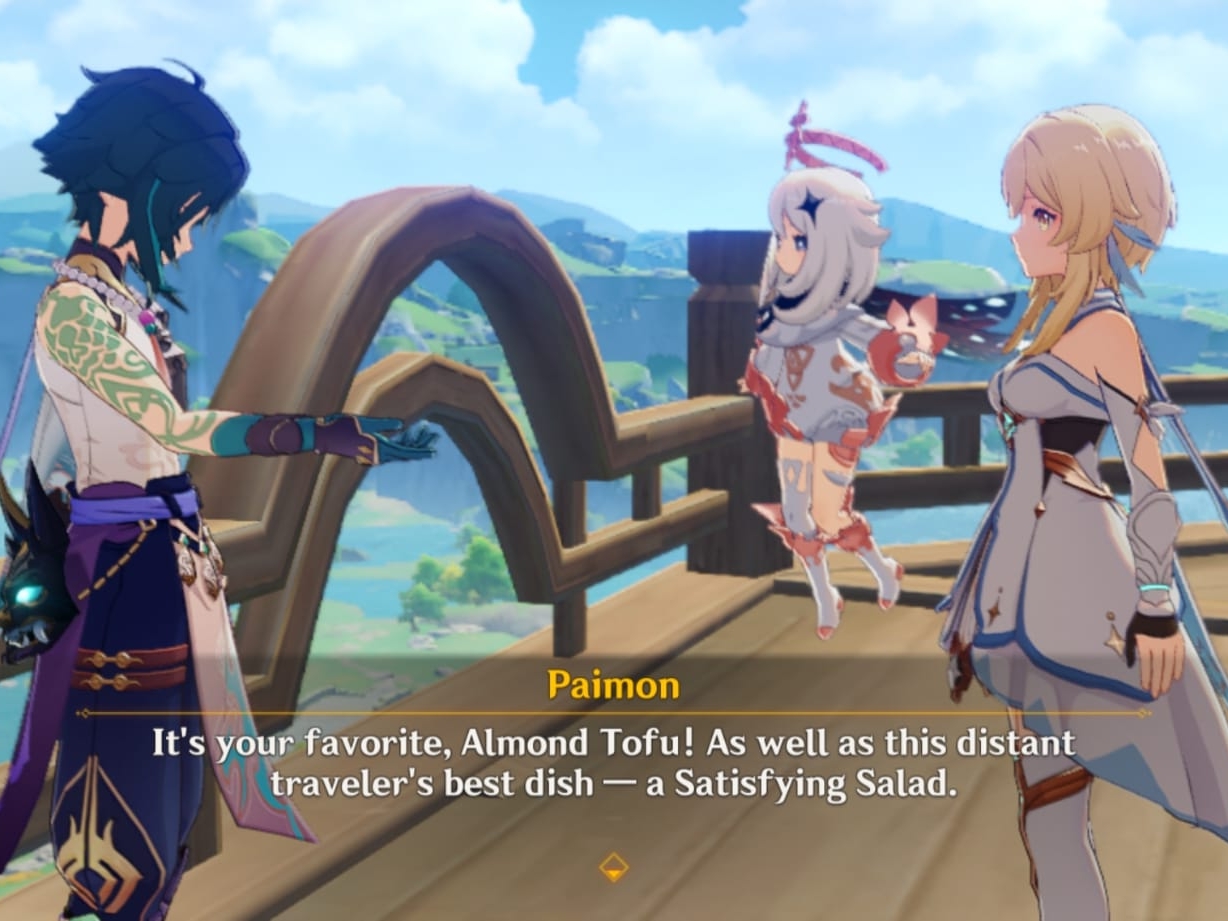 Paimon
It's your favorite, Almond Tofu! As well as this distant
traveler's best dish — a Satisfying Salad.